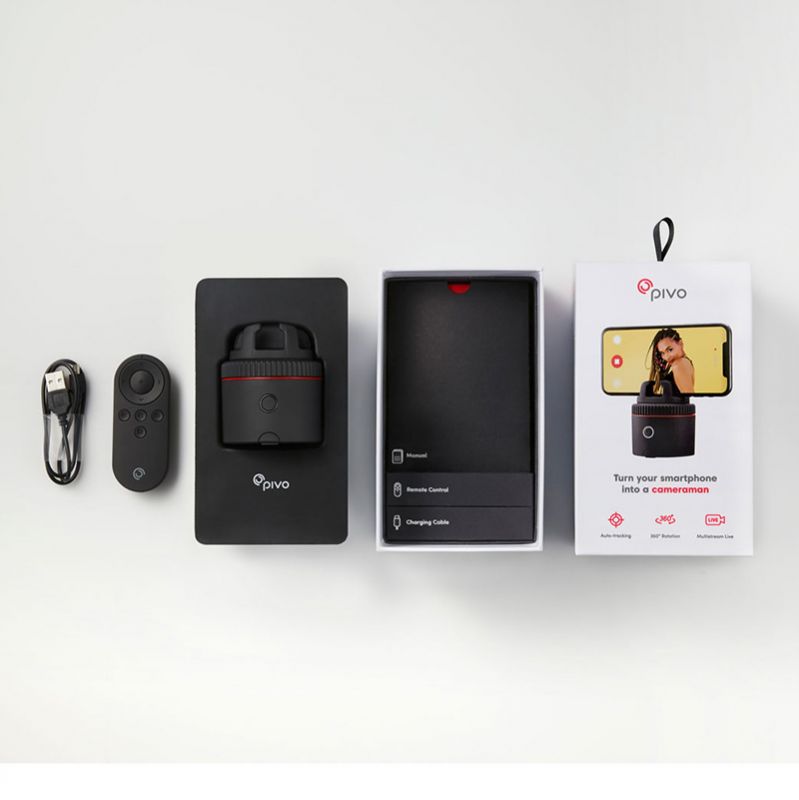 pivo
Manual
Remote Control
Charging Cable
pivo
Turn your smartphone
into a cameraman
360°
LIVE
Auto-tracking
360° Rotation
Multistream Live